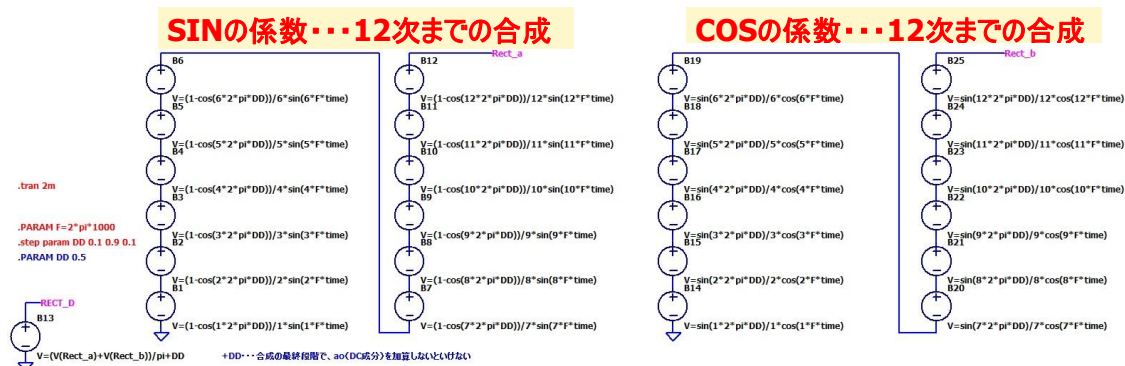 SINの係数・・・12次までの合成
COSの係数・・・12次までの合成
B6
V=(1-cos(6*2*pi*DD))/6*sin(6*F*time)
B5
V=(1-cos(5*2*pi*DD))/5*sin(5*F*time)
B4
V=(1-cos(4*2*pi*DD))/4*sin(4*F*time)
B3
V=(1-cos(3*2*pi*DD))/3*sin(3*F*time)
B2
V=(1-cos(2*2*pi*DD))/2*sin(2*F*time)
B1
V=(1-cos(1*2*pi*DD))/1*sin(1*F*time)
Rect_a
B12
V=(1-cos(12*2*pi*DD))/12*sin(12*F*time)
B11
V=(1-cos(11*2*pi*DD))/11*sin(11*F*time)
B10
V=(1-cos(10*2*pi*DD))/10*sin(10*F*time)
B9
V=(1-cos(9*2*pi*DD))/9*sin(9*F*time)
B8
V=(1-cos(8*2*pi*DD))/8*sin(8*F*time)
B7
V=(1-cos(7*2*pi*DD))/7*sin(7*F*time)
B19
V=sin(6*2*pi*DD)/6*cos(6*F*time)
B18
V=sin(5*2*pi*DD)/5*cos(5*F*time)
B17
V=sin(4*2*pi*DD)/4*cos(4*F*time)
B16
V=sin(3*2*pi*DD)/3*cos(3*F*time)
B15
V=sin(2*2*pi*DD)/2*cos(2*F*time)
B14
V=sin(1*2*pi*DD)/1*cos(1*F*time)
Rect_b
B25
V=sin(12*2*pi*DD)/12*cos(12*F*time)
B24
V=sin(11*2*pi*DD)/11*cos(11*F*time)
B23
V=sin(10*2*pi*DD)/10*cos(10*F*time)
B22
V=sin(9*2*pi*DD)/9*cos(9*F*time)
B21
V=sin(8*2*pi*DD)/8*cos(8*F*time)
B20
V=sin(7*2*pi*DD)/7*cos(7*F*time)
.tran 2m
.PARAM F=2*pi*1000
.step param DD 0.1 0.9 0.1
.PARAM DD 0.5
RECT_D
B13
V=(V(Rect_a)+V(Rect_b))/pi+DD
+DD・・・合成の最終段階で、ao(DC成分)を加算しないといけない